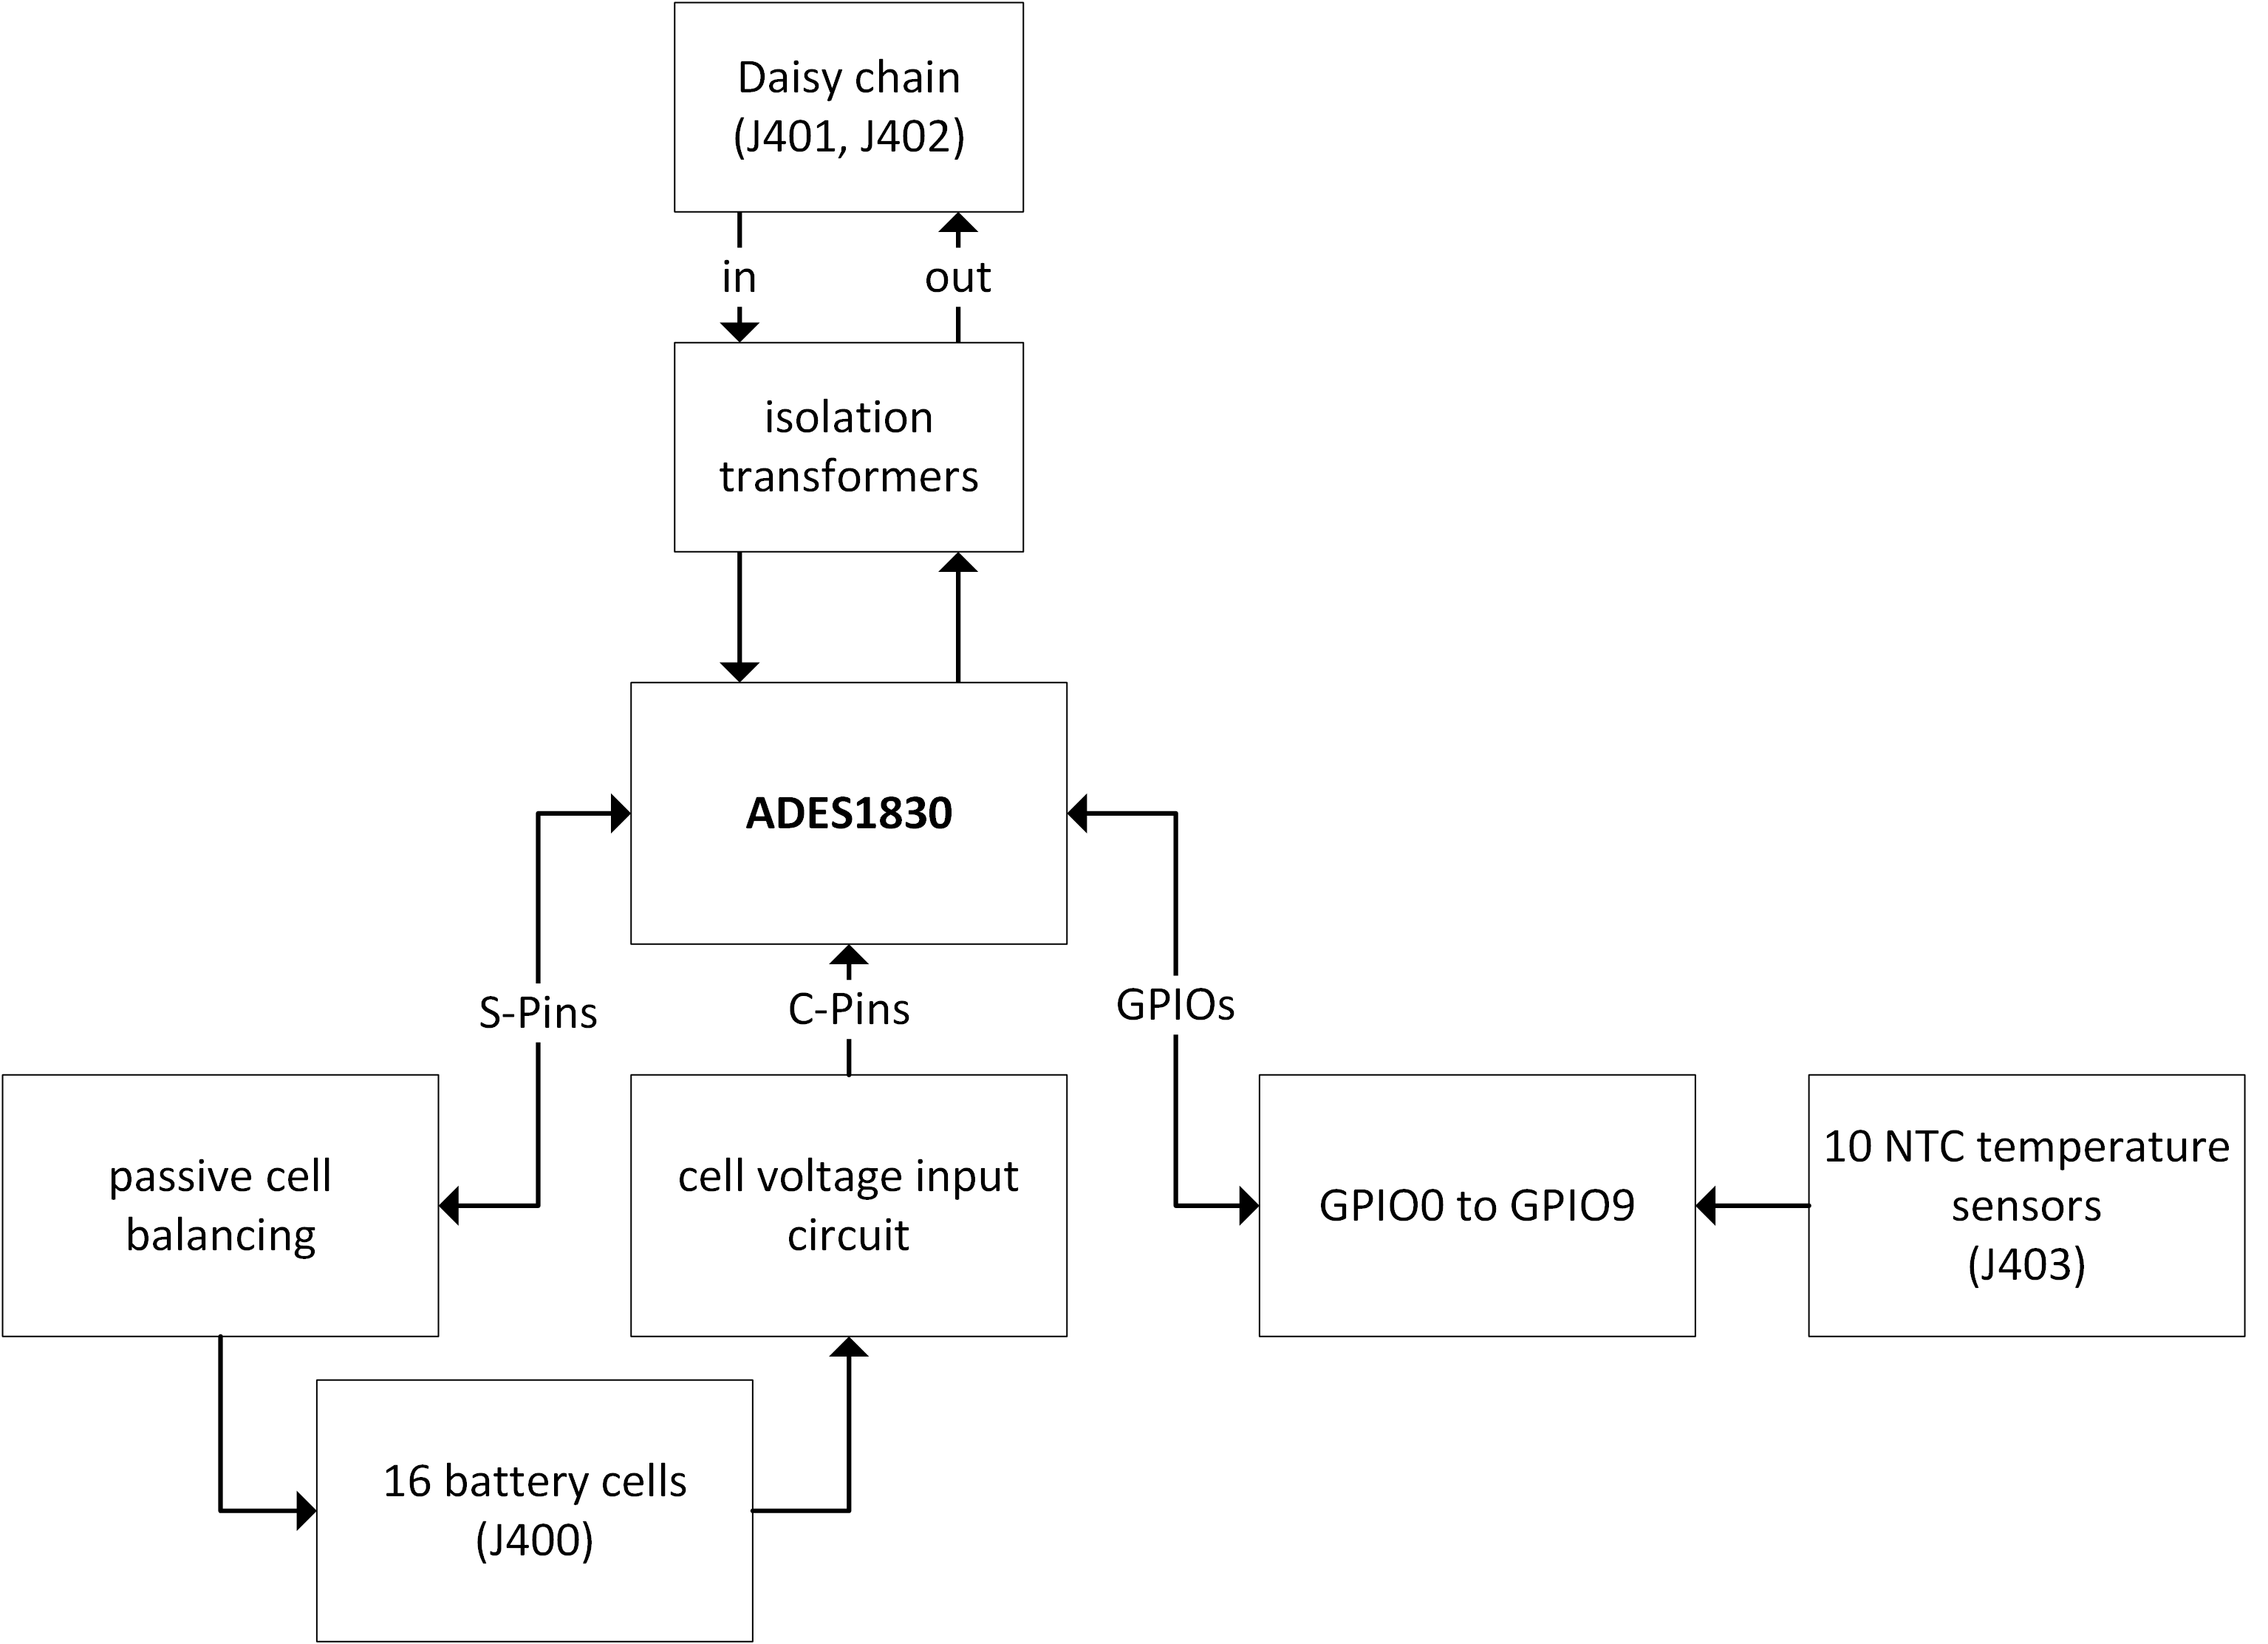 Daisy chain
(J401, J402)
in
out
isolation
transformers
ADES1830
S-Pins
C-Pins
GPIOs
passive cell
balancing
cell voltage input
circuit
GPIO0 to GPIO9
10 NTC temperature
sensors
(J403)
16 battery cells
(J400)